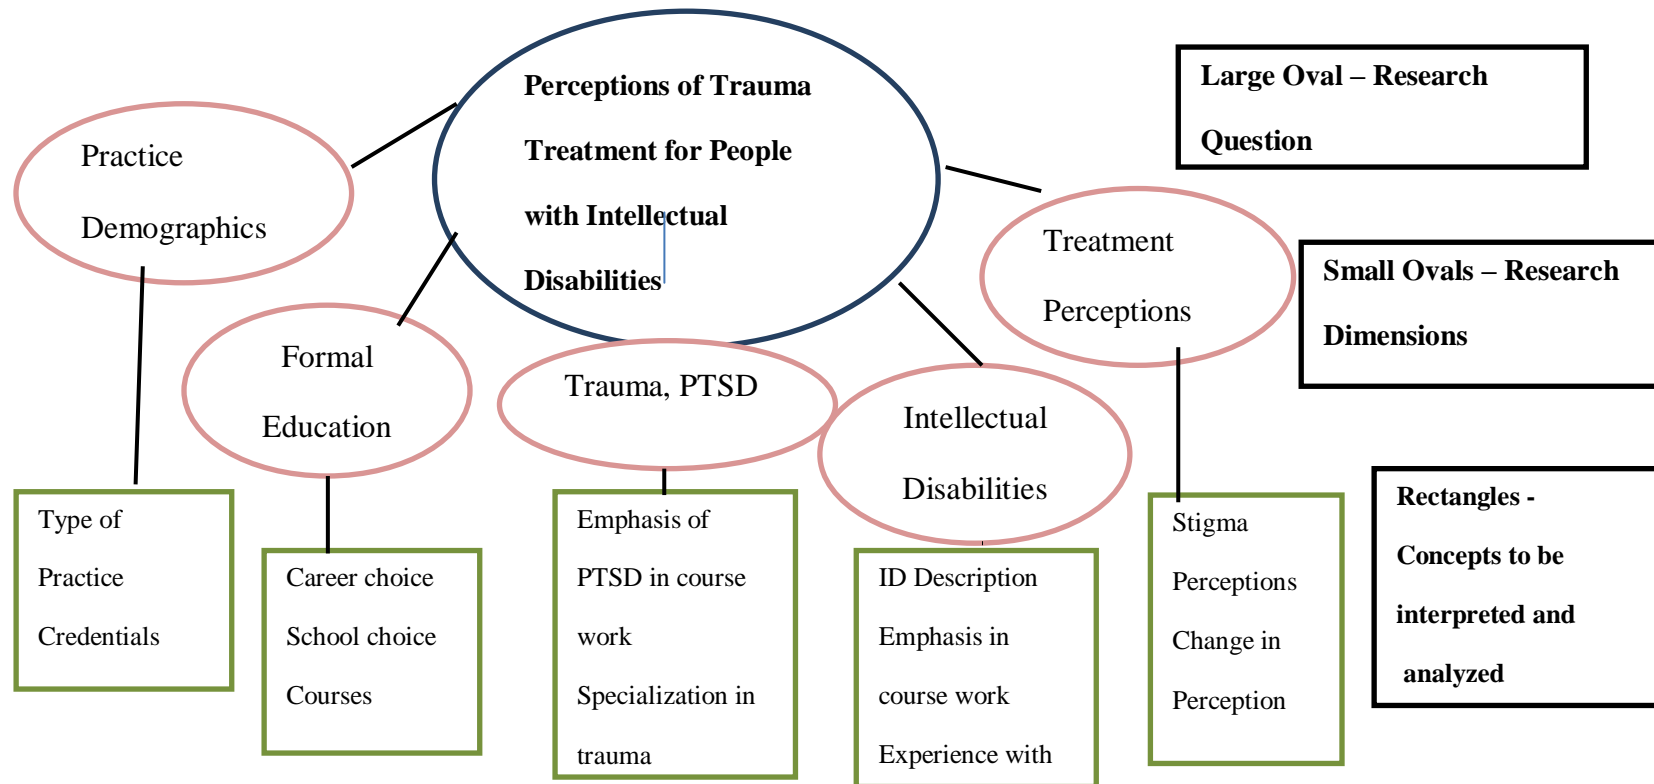 Perceptions of Trauma
Treatment for People
with Intellectual
Disabilities
Large Oval – Research
Question
Practice
Demographics
Treatment
Perceptions
Small Ovals – Research
Dimensions
Formal
Education
Trauma, PTSD
Intellectual
Disabilities
Rectangles -
Concepts to be
interpreted and
analyzed
Type of
Practice
Credentials
Career choice
School choice
Courses
Emphasis of
PTSD in course
work
Specialization in
trauma
ID Description
Emphasis in
course work
Experience with
Stigma
Perceptions
Change in
Perception